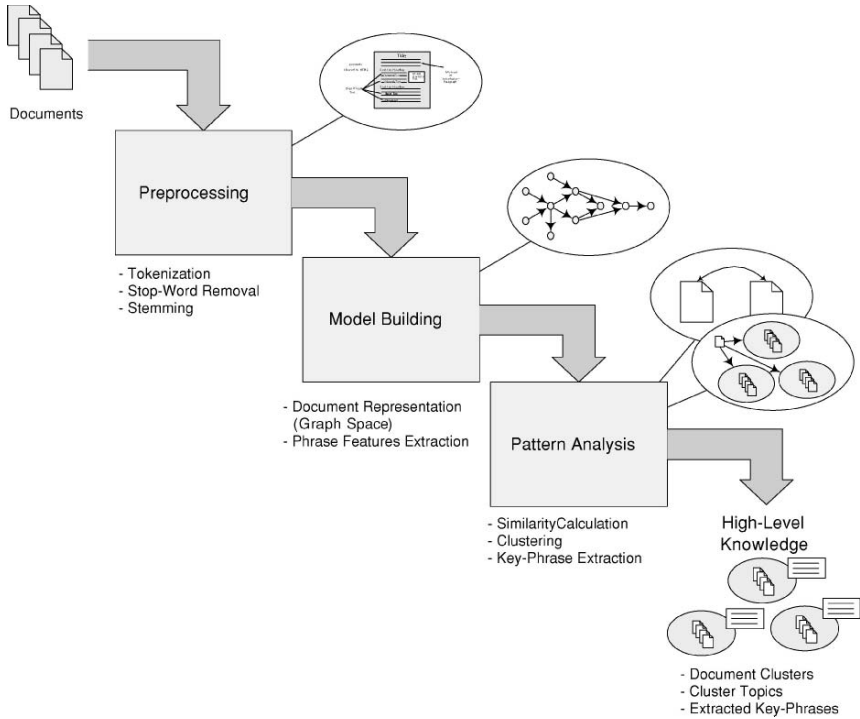 Documents
Title
Preprocessing
- Tokenization
- Stop-Word Removal
- Stemming
Model Building
- Document Representation
(Graph Space)
- Phrase Features Extraction
Pattern Analysis
- SimilarityCalculation
- Clustering
- Key-Phrase Extraction
High-Level
Knowledge
- Document Clusters
- Cluster Topics
- Extracted Key-Phrases